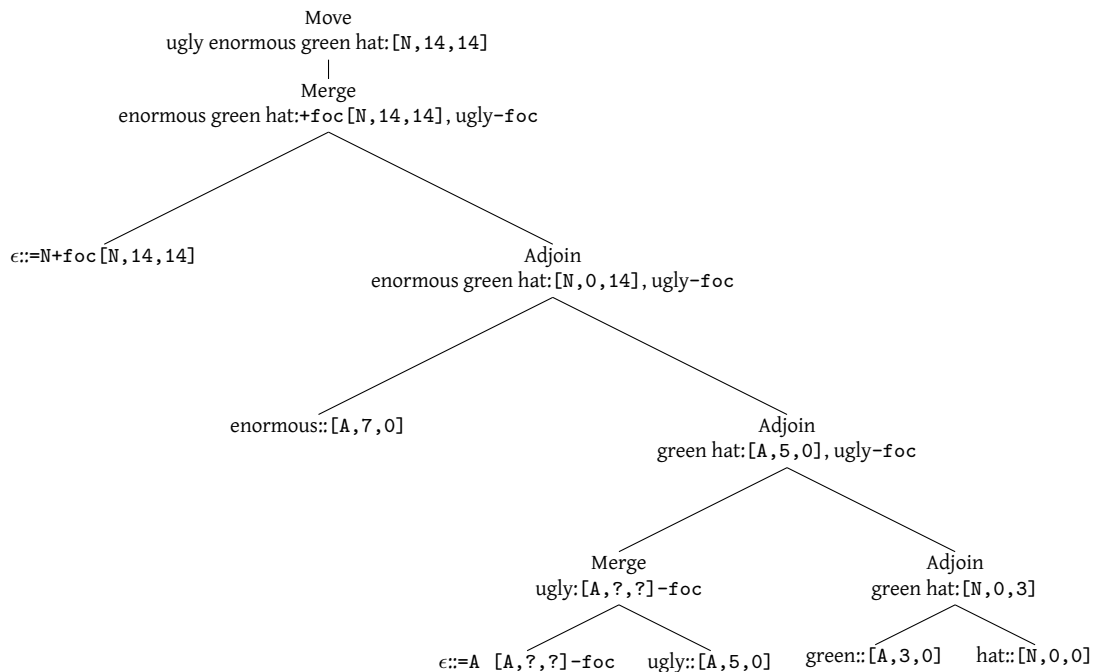 Move
ugly enormous green hat:[N,14,14]
Merge
enormous green hat:+foc[N,14,14], ugly-foc
ϵ::=N+foc[N,14,14]
Adjoin
enormous green hat:[N,0,14], ugly-foc
enormous::[A,7,0]
Adjoin
green hat:[A,5,0], ugly-foc
Merge
ugly:[A,?,?]-foc
Adjoin
green hat:[N,0,3]
ϵ::=A [A,?,?]-foc
ugly::[A,5,0]
green::[A,3,0]
hat::[N,0,0]